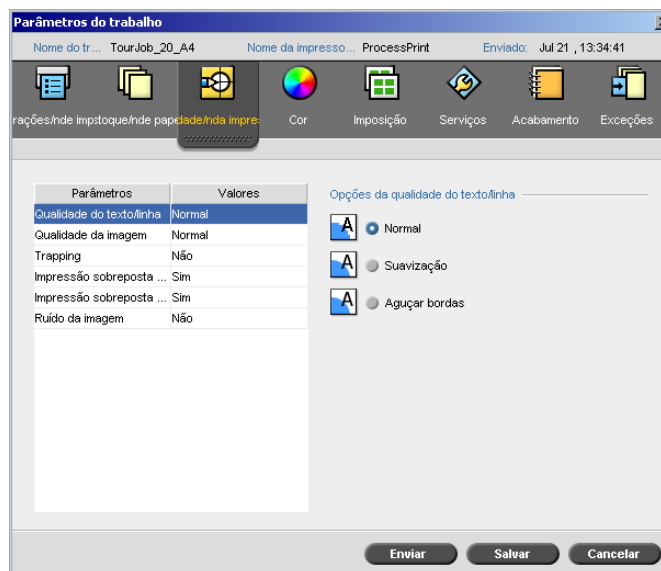 Parâmetros do trabalho
Nome do tr... TourJob_20_A4 Nome da impresso... ProcessPrint Enviado: Jul 21 , 13:34:41
rações/nde impstoque/nde papedade/nda impre: Cor Imposição Serviços Acabamento Exceções
Parâmetros Valores
Qualidade do texto/linha Normal
Qualidade da imagem Normal
Trapping Não
Impressão sobreposta ... Sim
Impressão sobreposta ... Sim
Ruído da imagem Não
Opções da qualidade do texto/linha
A Normal
A Suavização
A Aguçar bordas
Enviar Salvar Cancelar